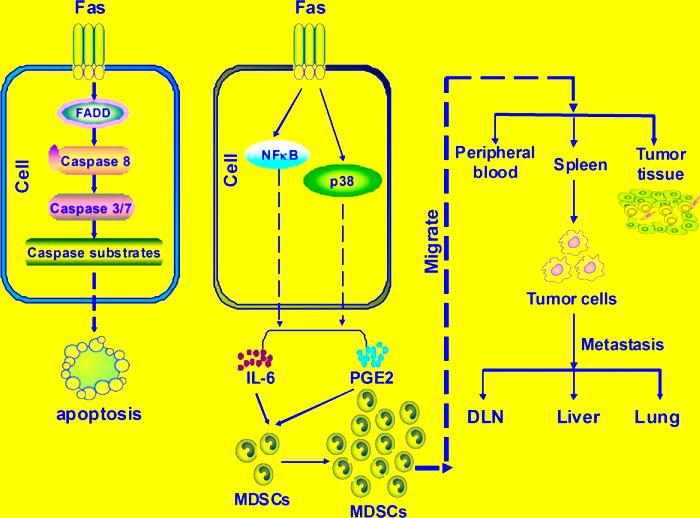 Fas
Fas
FADD
Caspase 8
Caspase 3/7
Caspase substrates
Cell
apoptosis
Cell
NFκB
p38
IL-6
PGE2
MDSCs
MDSCs
Migrate
Peripheral
blood
Spleen
Tumor
tissue
Tumor cells
Metastasis
DLN
Liver
Lung